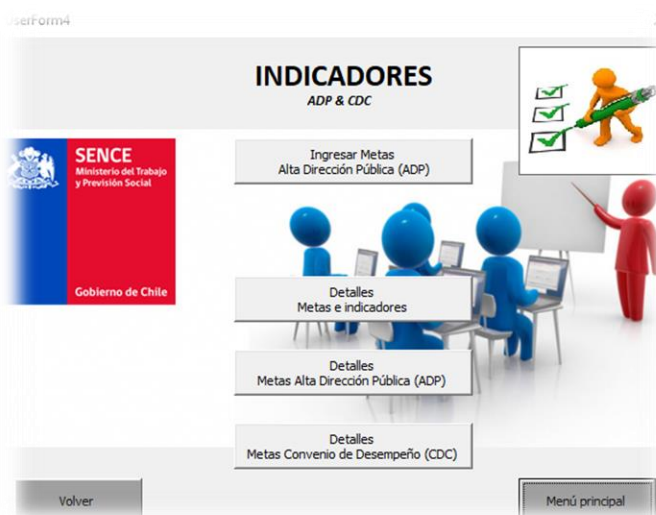 UserForm4
INDICADORES
ADP & CDC
SENCE
Ministerio del Trabajo
y Previsión Social
Gobierno de Chile
Ingresar Metas
Alta Dirección Pública (ADP)
Detalles
Metas e indicadores
Detalles
Metas Alta Dirección Pública (ADP)
Detalles
Metas Convenio de Desempeño (CDC)
Volver
Menú principal